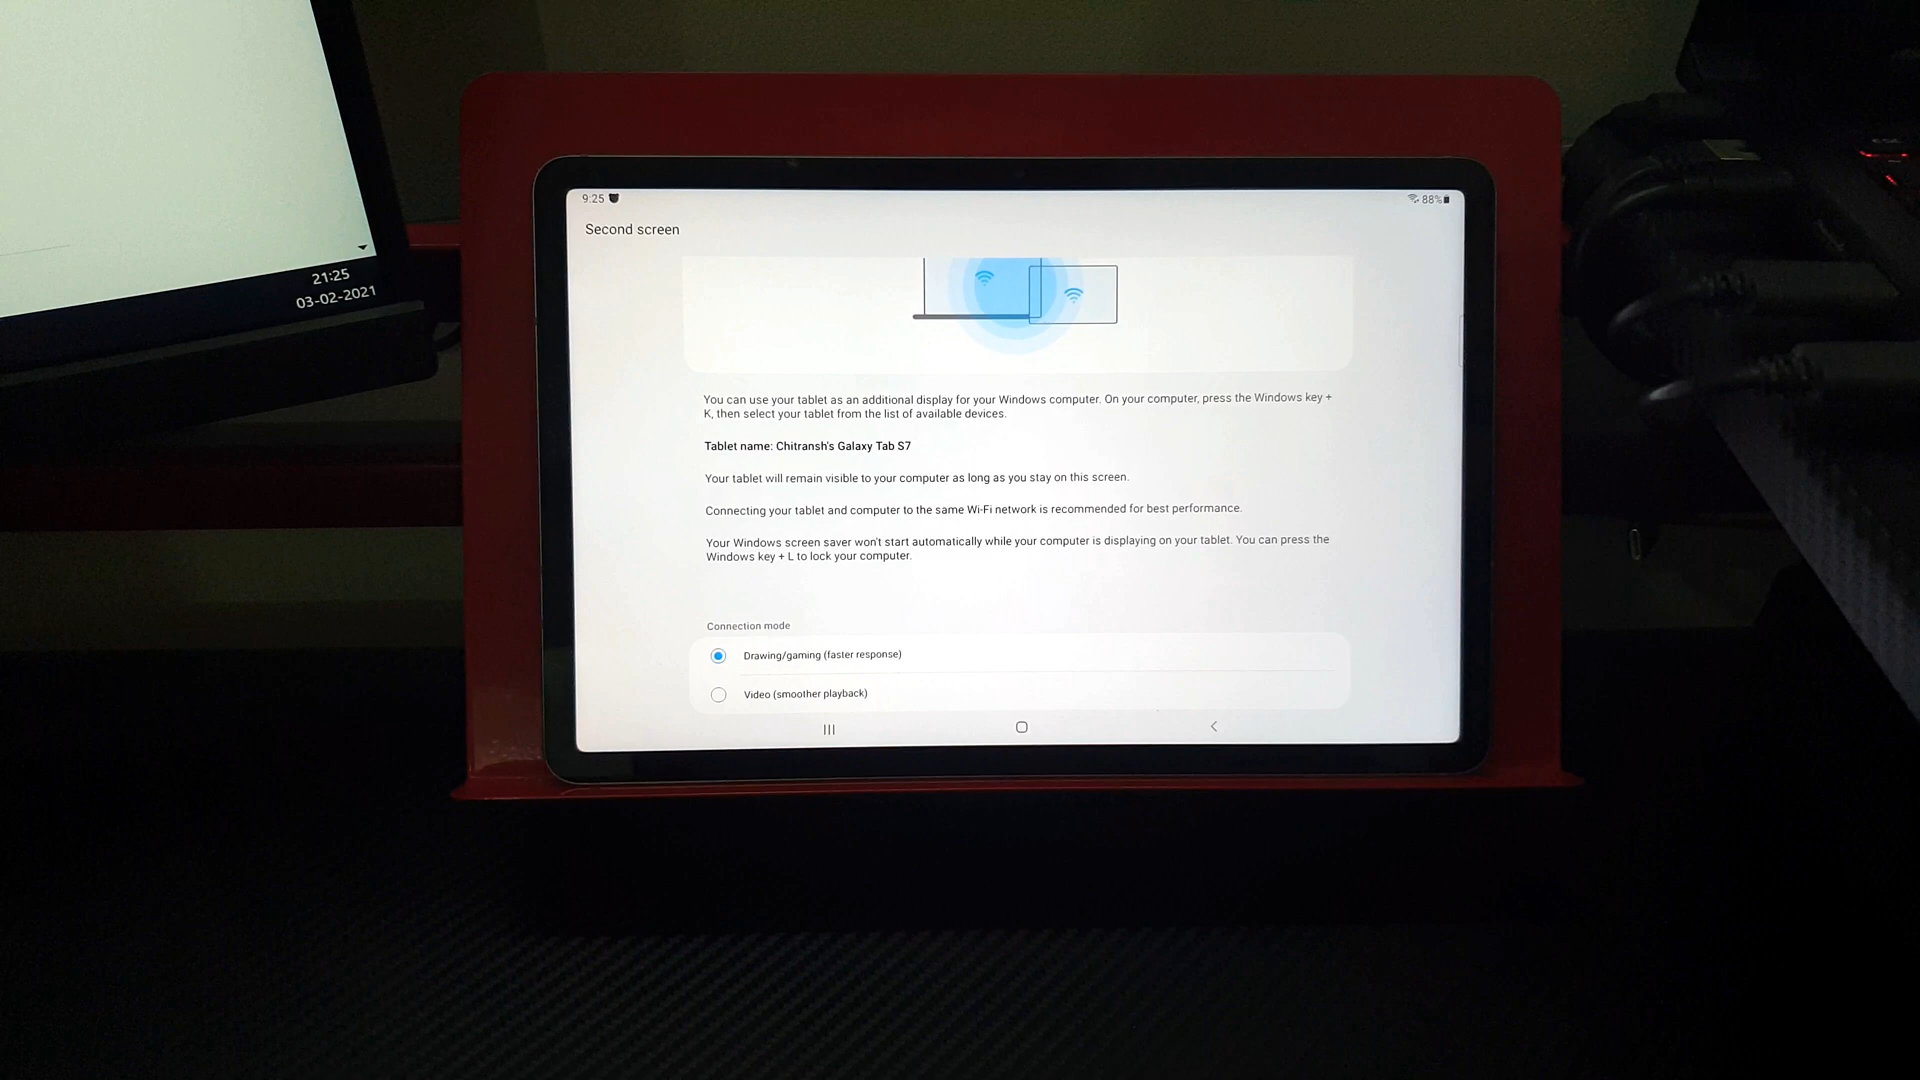 21:25
03-02-2021
9:25
88%
Second screen
You can use your tablet as an additional display for your Windows computer. On your computer, press the Windows key +
K, then select your tablet from the list of available devices.
Tablet name: Chitransh's Galaxy Tab S7
Your tablet will remain visible to your computer as long as you stay on this screen.
Connecting your tablet and computer to the same Wi-Fi network is recommended for best performance.
Your Windows screen saver won't start automatically while your computer is displaying on your tablet. You can press the
Windows key + L to lock your computer.
Connection mode
Drawing/gaming (faster response)
Video (smoother playback)